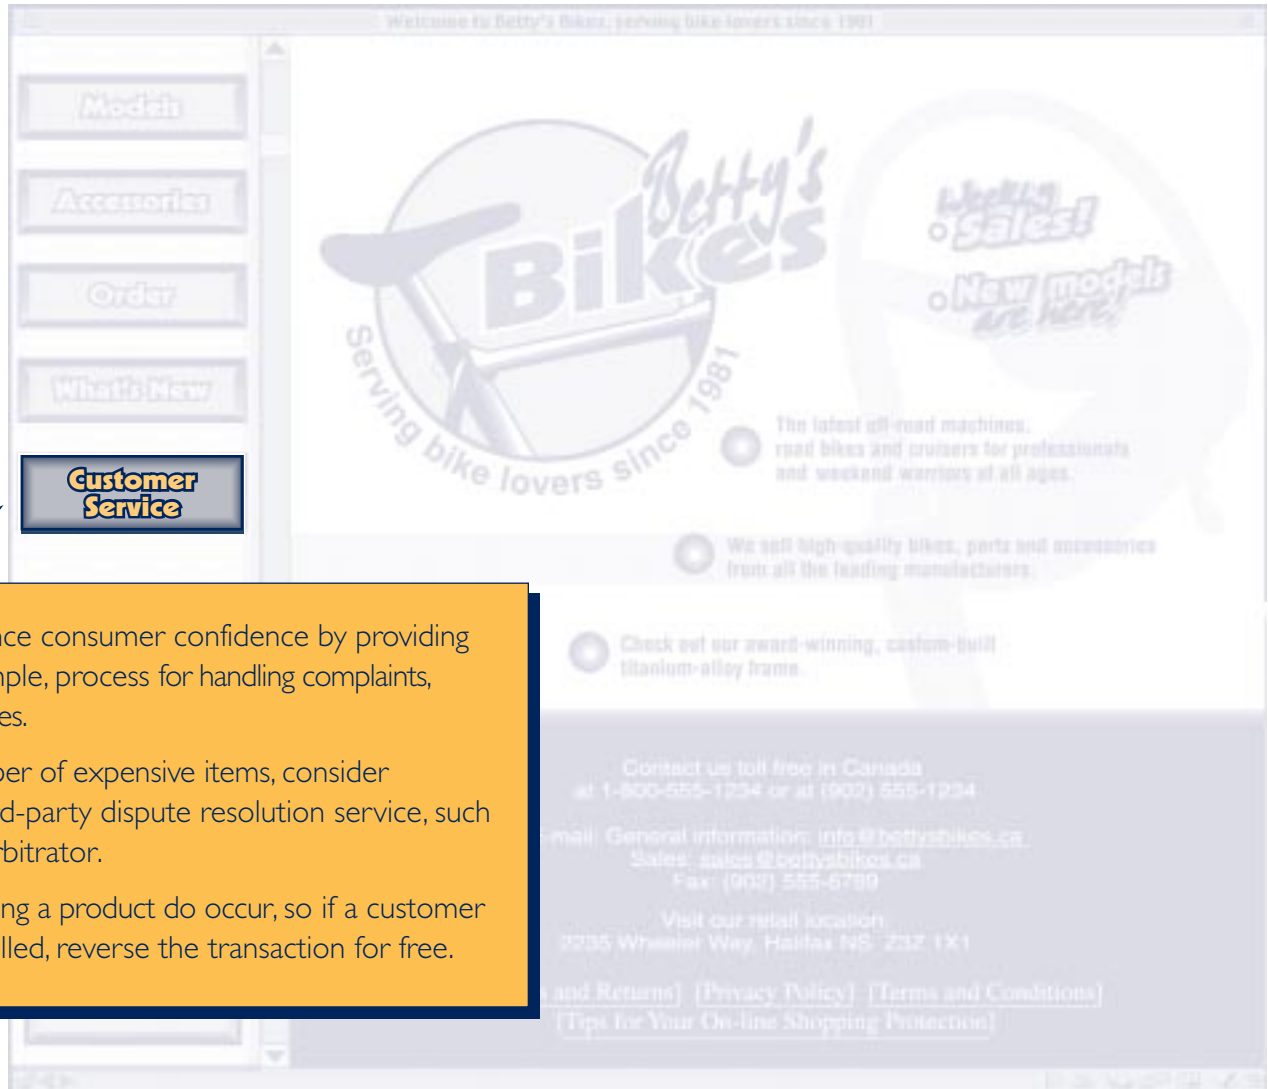 Welcome to Betty's Bikes, serving bike lovers since 1981
Models
Accessories
Order
What's New
Customer
Service
Betty's
Bikes
Serving bike lovers since 1981
Weekly
Sales!
New models
are here!
The latest off-road machines,
road bikes and cruisers for professionals
and weekend warriors of all ages.
We sell high-quality bikes, parts and accessories
from all the leading manufacturers.
Check out our award-winning, custom-built
titanium-alloy frame.
nce consumer confidence by providing
nple, process for handling complaints,
es.
ber of expensive items, consider
d-party dispute resolution service, such
rbitrator.
ng a product do occur, so if a customer
lled, reverse the transaction for free.
Contact us toll free in Canada
at 1-800-555-1234 or at (902) 555-1234
mail: General information: info@bettysbikes.ca
Sales: sales@bettysbikes.ca
Fax: (902) 555-6789
Visit our retail location:
2235 Wheeler Way, Halifax NS Z3Z 1X1
s and Returns] [Privacy Policy] [Terms and Conditions]
[Tips for Your On-line Shopping Protection]